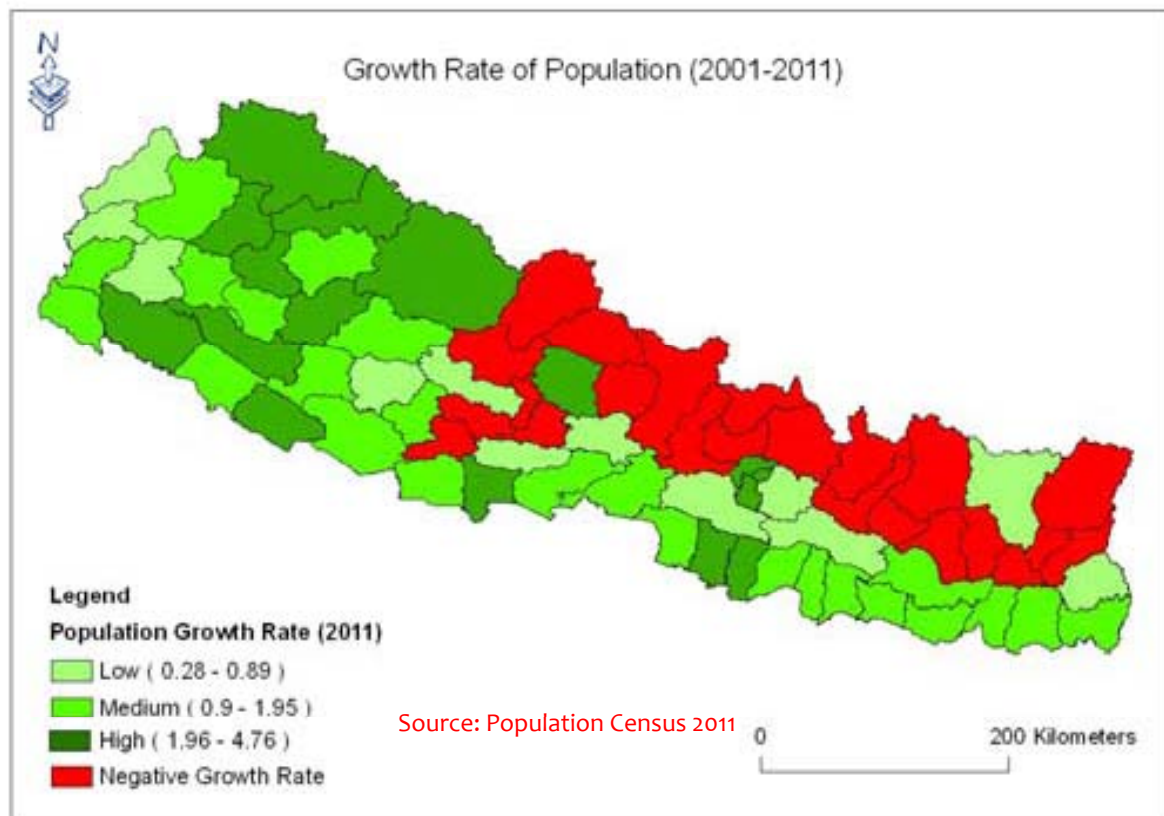 N
Growth Rate of Population (2001-2011)
Legend
Population Growth Rate (2011)
Low ( 0.28 - 0.89 )
Medium ( 0.9 - 1.95 )
High ( 1.96 - 4.76 )
Negative Growth Rate
Source: Population Census 2011
0 200 Kilometers